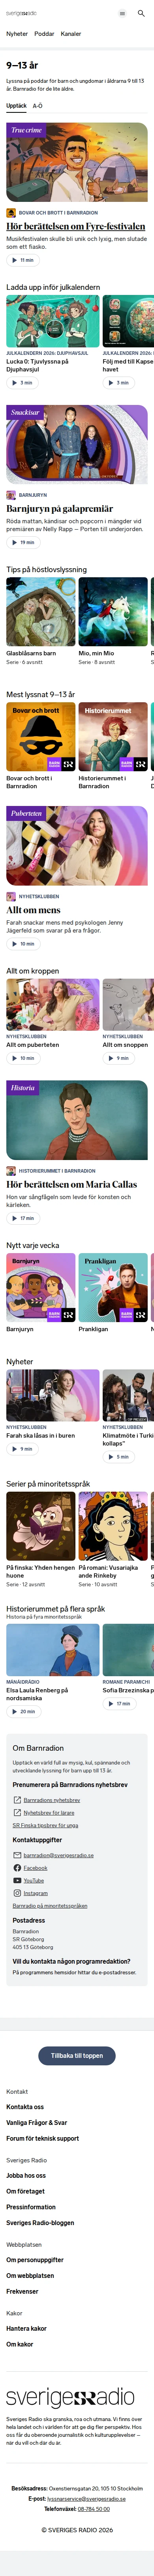 sverigesradio
Nyheter Poddar Kanaler
9–13 år
Lyssna på poddar för barn och ungdomar i åldrarna 9 till 13 år. Barnradio för de lite äldre.
Upptäck A-Ö
True crime
BOVAR OCH BROTT I BARNRADION
Hör berättelsen om Fyre-festivalen
Musikfestivalen skulle bli unik och lyxig, men slutade som ett fiasko.
11 min
Ladda upp inför julkalendern
JULKALENDERN 2026: DJUPHAVSJUL
Lucka 0: Tjuvlyssna på Djuphavsjul
3 min
JULKALENDERN 2026:
Följ med till Kapse
havet
3 min
Snackisar
BARNJURYN
Barnjuryn på galapremiär
Röda mattan, kändisar och popcorn i mängder vid premiären av Nelly Rapp – Porten till underjorden.
19 min
Tips på höstlovslyssning
Glasblåsarns barn
Serie · 6 avsnitt
Mio, min Mio
Serie · 8 avsnitt
Mest lyssnat 9–13 år
Bovar och brott
BARN RADION
Bovar och brott i Barnradion
Historierummet
BARN RADION
Historierummet i Barnradion
Puberteten
NYHETSKLUBBEN
Allt om mens
Farah snackar mens med psykologen Jenny Jägerfeld som svarar på era frågor.
10 min
Allt om kroppen
NYHETSKLUBBEN
Allt om puberteten
10 min
NYHETSKLUBBEN
Allt om snoppen
9 min
Historia
HISTORIERUMMET I BARNRADION
Hör berättelsen om Maria Callas
Hon var sångfågeln som levde för konsten och kärleken.
17 min
Nytt varje vecka
Barnjuryn
BARN RADION
Barnjuryn
Prankligan
BARN RADION
Prankligan
Nyheter
NYHETSKLUBBEN
Farah ska läsas in i buren
9 min
NYHETSKLUBBEN
Klimatmöte i Turki
kollaps"
5 min
Serier på minoritetsspråk
På finska: Yhden hengen huone
Serie · 12 avsnitt
På romani: Vusariajka ande Rinkeby
Serie · 10 avsnitt
Historierummet på flera språk
Historia på fyra minoritetsspråk
MÁNÁIDRÁDIO
Elsa Laula Renberg på nordsamiska
20 min
ROMANE PARAMICHI
Sofia Brzezinska p
17 min
Om Barnradion
Upptäck en värld full av mysig, kul, spännande och utvecklande lyssning för barn upp till 13 år.
Prenumerera på Barnradions nyhetsbrev
Barnradions nyhetsbrev
Nyhetsbrev för lärare
SR Finska tipsbrev för unga
Kontaktuppgifter
barnradion@sverigesradio.se
Facebook
YouTube
Instagram
Barnradio på minoritetsspråken
Postadress
Barnradion
SR Göteborg
405 13 Göteborg
Vill du kontakta någon programredaktion?
På programmens hemsidor hittar du e-postadresser.
Tillbaka till toppen
Kontakt
Kontakta oss
Vanliga Frågor & Svar
Forum för teknisk support
Sveriges Radio
Jobba hos oss
Om företaget
Pressinformation
Sveriges Radio-bloggen
Webbplatsen
Om personuppgifter
Om webbplatsen
Frekvenser
Kakor
Hantera kakor
Om kakor
sverigesradio
Sveriges Radio ska granska, roa och utmana. Vi finns över hela landet och i världen för att ge dig fler perspektiv. Hos oss får du oberoende journalistik och kulturupplevelser – när du vill och där du är.
Besöksadress: Oxenstiernsgatan 20, 105 10 Stockholm
E-post: lyssnarservice@sverigesradio.se
Telefonväxel: 08-784 50 00
© SVERIGES RADIO 2026